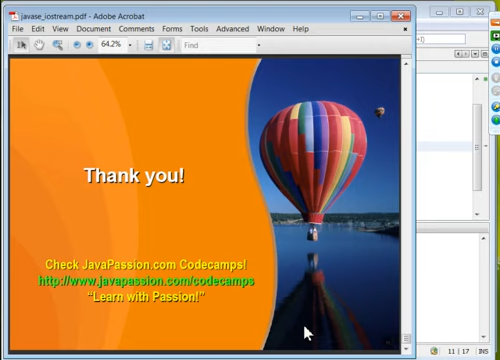 javase_iostream.pdf - Adobe Acrobat
File Edit View Document Comments Forms Tools Advanced Window Help
64.2% Find
Thank you!
Check JavaPassion.com Codecamps!
http://www.javapassion.com/codecamps
“Learn with Passion!”
11 | 17 INS